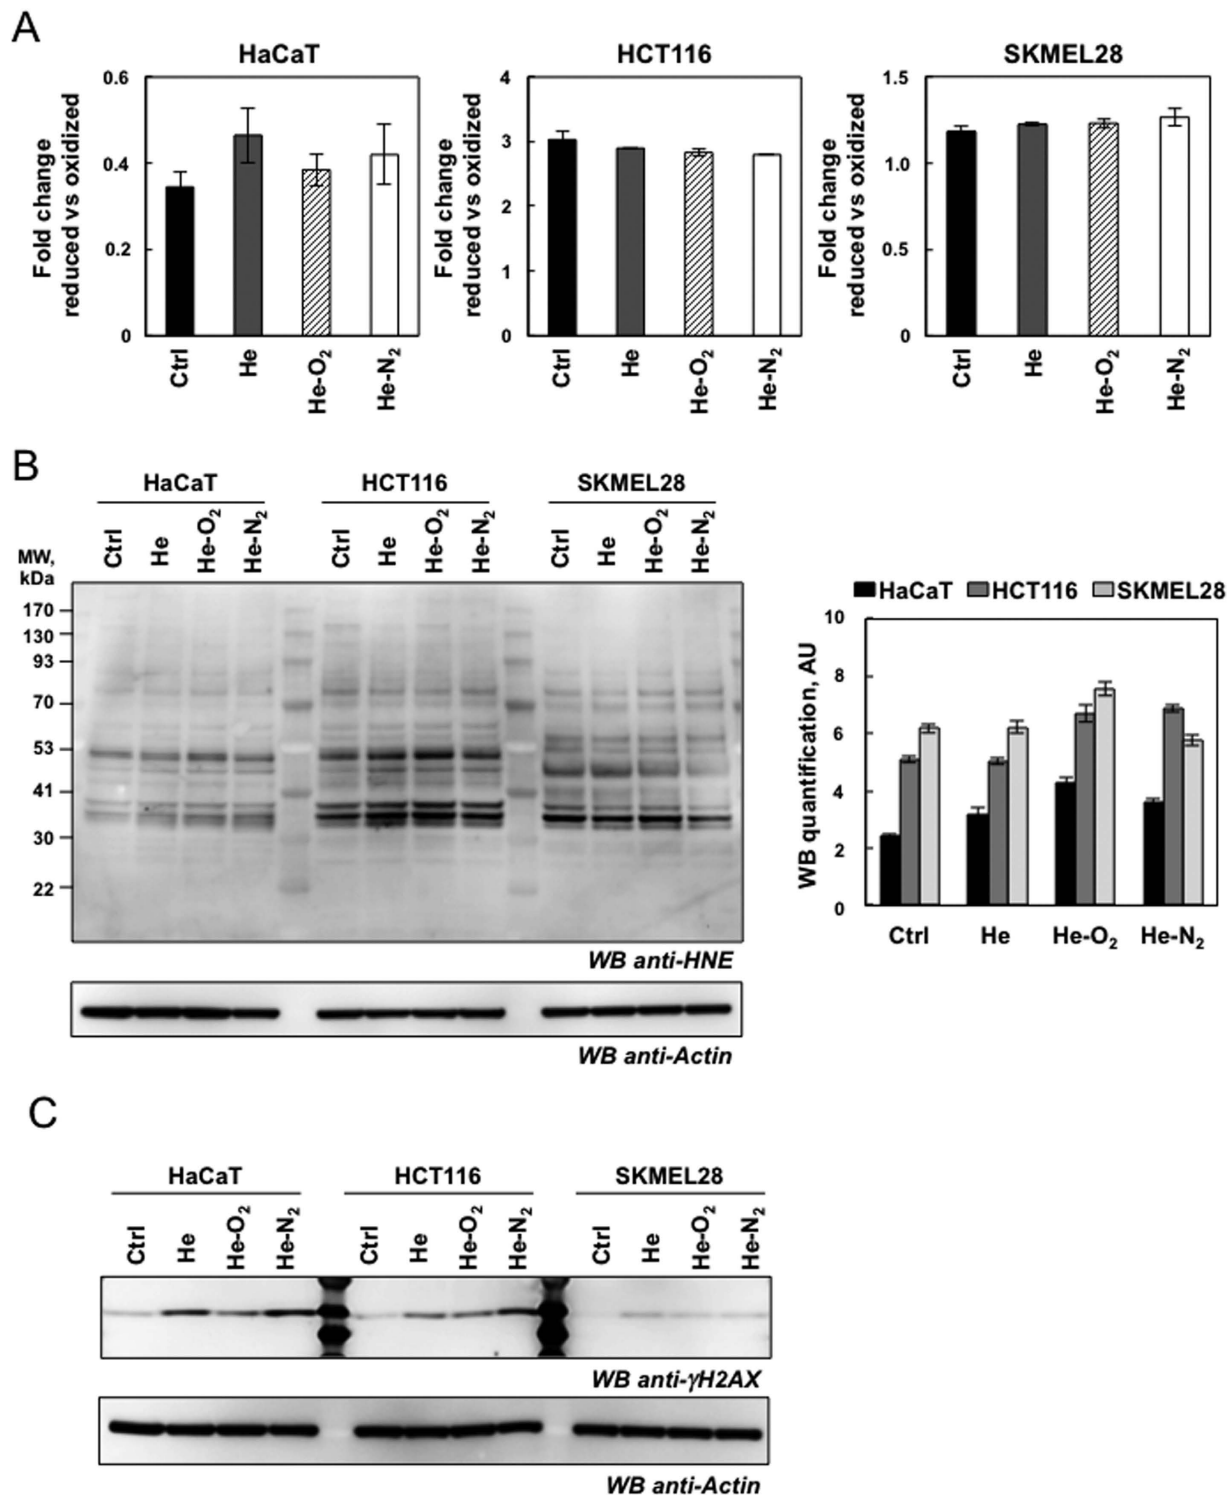 A
HaCaT
HCT116
SKMEL28
Fold change
reduced vs oxidized
0.6
0.4
0.2
0
Ctrl
He
He-O₂
He-N₂
Fold change
reduced vs oxidized
4
3
2
1
0
Ctrl
He
He-O₂
He-N₂
Fold change
reduced vs oxidized
1.5
1.0
0.5
0
Ctrl
He
He-O₂
He-N₂
B
HaCaT
HCT116
SKMEL28
Ctrl
He
He-O₂
He-N₂
Ctrl
He
He-O₂
He-N₂
Ctrl
He
He-O₂
He-N₂
MW,
kDa
170
130
93
70
53
41
30
22
WB anti-HNE
WB anti-Actin
HaCaT HCT116 SKMEL28
WB quantification, AU
10
8
6
4
2
0
Ctrl He He-O₂ He-N₂
C
HaCaT
HCT116
SKMEL28
Ctrl
He
He-O₂
He-N₂
Ctrl
He
He-O₂
He-N₂
Ctrl
He
He-O₂
He-N₂
WB anti-γH2AX
WB anti-Actin